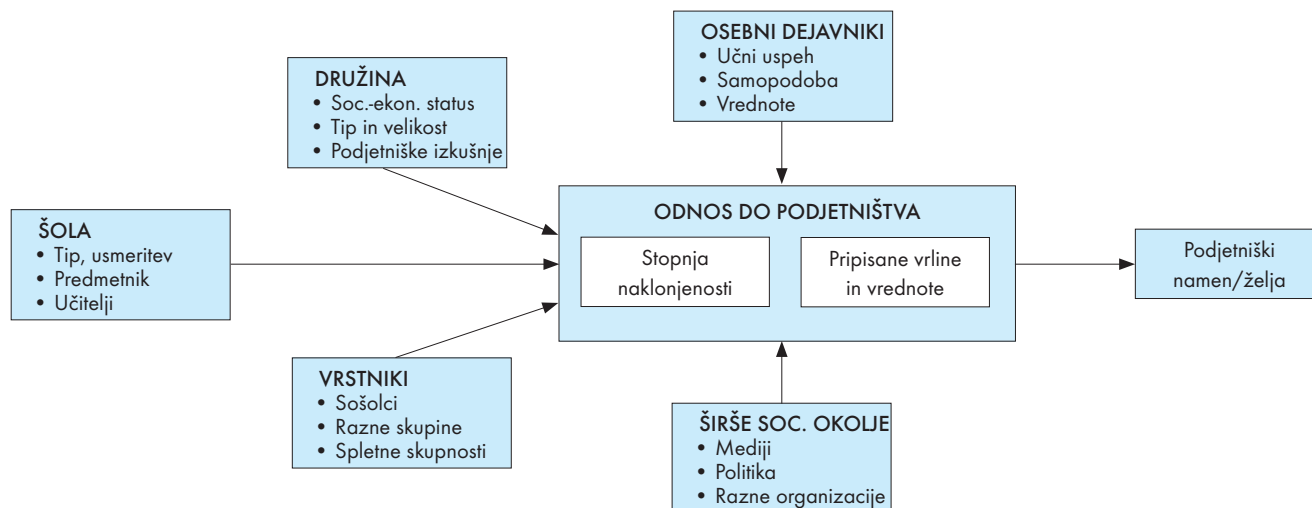 OSEBNI DEJAVNIKI
• Učni uspeh
• Samopodoba
• Vrednote
DRUŽINA
• Soc.-ekon. status
• Tip in velikost
• Podjetniške izkušnje
ŠOLA
• Tip, usmeritev
• Predmetnik
• Učitelji
ODNOS DO PODJETNIŠTVA
Stopnja
naklonjenosti
Pripisane vrline
in vrednote
Podjetniški
namen/želja
VRSTNIKI
• Sošolci
• Razne skupine
• Spletne skupnosti
ŠIRŠE SOC. OKOLJE
• Mediji
• Politika
• Razne organizacije